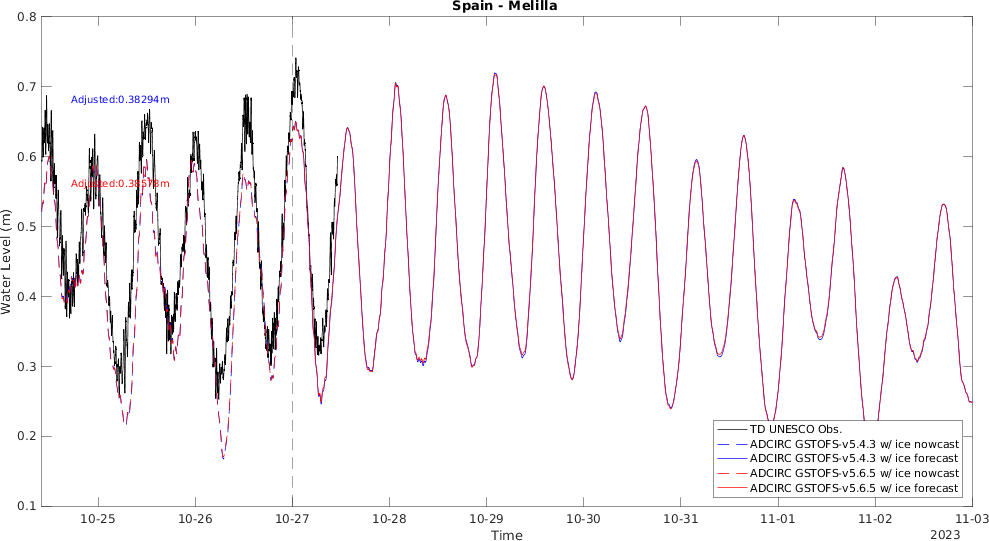 Spain - Melilla
0.8
0.7
0.6
0.5
0.4
0.3
0.2
0.1
Water Level (m)
Adjusted:0.38294m
Adjusted:0.38578m
10-25
10-26
10-27
10-28
10-29
10-30
10-31
11-01
11-02
11-03
Time
2023
TD UNESCO Obs.
ADCIRC GSTOFS-v5.4.3 w/ ice nowcast
ADCIRC GSTOFS-v5.4.3 w/ ice forecast
ADCIRC GSTOFS-v5.6.5 w/ ice nowcast
ADCIRC GSTOFS-v5.6.5 w/ ice forecast